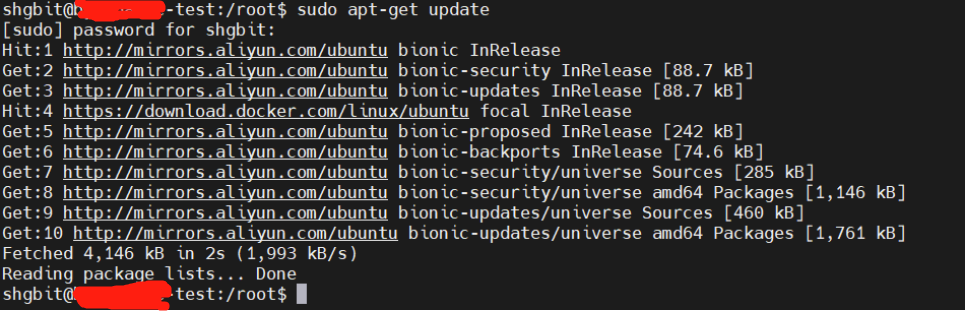 shgbit@ -test:/root$ sudo apt-get update
[sudo] password for shgbit:
Hit:1 http://mirrors.aliyun.com/ubuntu bionic InRelease
Get:2 http://mirrors.aliyun.com/ubuntu bionic-security InRelease [88.7 kB]
Get:3 http://mirrors.aliyun.com/ubuntu bionic-updates InRelease [88.7 kB]
Hit:4 https://download.docker.com/linux/ubuntu focal InRelease
Get:5 http://mirrors.aliyun.com/ubuntu bionic-proposed InRelease [242 kB]
Get:6 http://mirrors.aliyun.com/ubuntu bionic-backports InRelease [74.6 kB]
Get:7 http://mirrors.aliyun.com/ubuntu bionic-security/universe Sources [285 kB]
Get:8 http://mirrors.aliyun.com/ubuntu bionic-security/universe amd64 Packages [1,146 kB]
Get:9 http://mirrors.aliyun.com/ubuntu bionic-updates/universe Sources [460 kB]
Get:10 http://mirrors.aliyun.com/ubuntu bionic-updates/universe amd64 Packages [1,761 kB]
Fetched 4,146 kB in 2s (1,993 kB/s)
Reading package lists... Done
shgbit@ -test:/root$